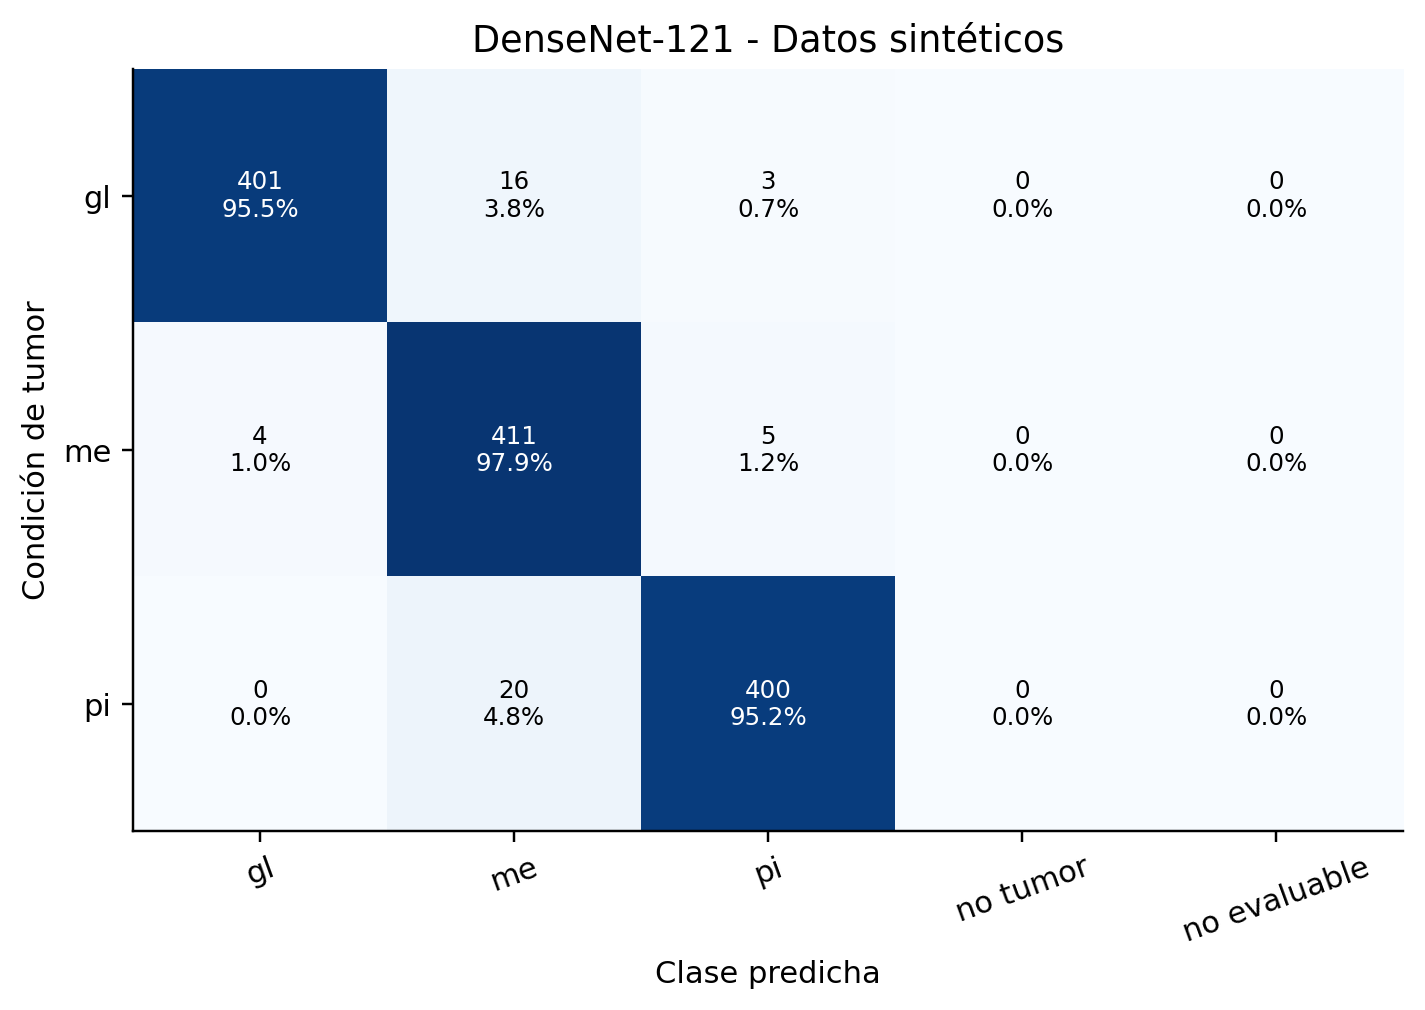 DenseNet-121 - Datos sintéticos
Condición de tumor
gl
401
95.5%
16
3.8%
3
0.7%
0
0.0%
0
0.0%
me
4
1.0%
411
97.9%
5
1.2%
0
0.0%
0
0.0%
pi
0
0.0%
20
4.8%
400
95.2%
0
0.0%
0
0.0%
gl
me
pi
no tumor
no evaluable
Clase predicha